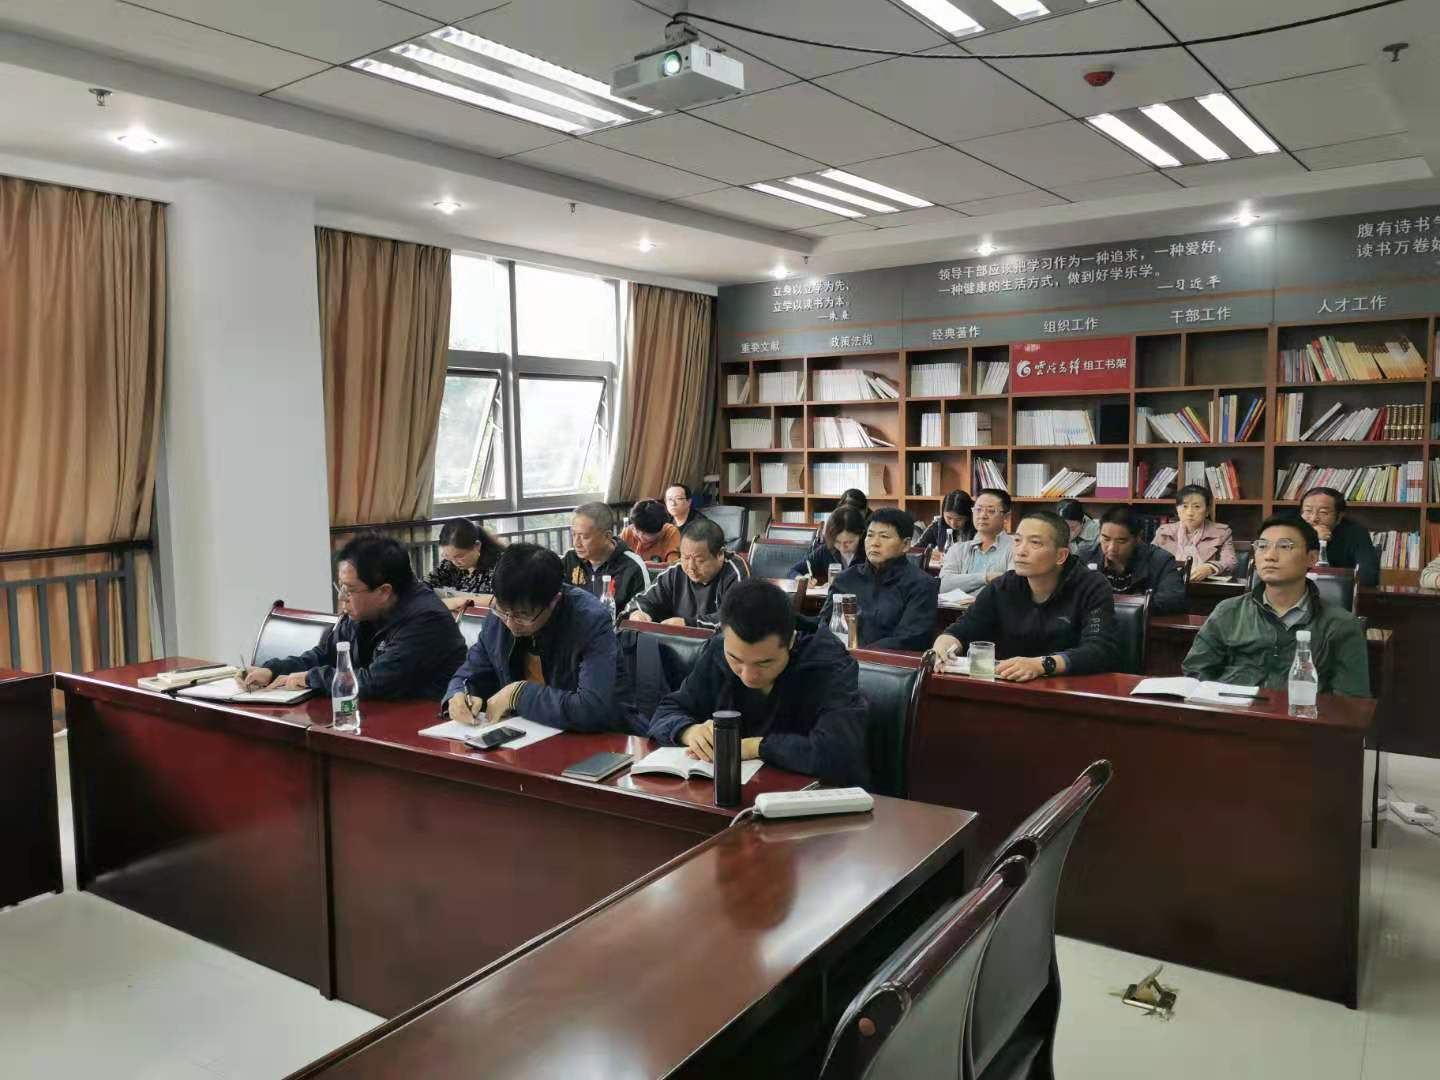 立身以立学为先，
立学以读书为本。
—朱熹
领导干部应该把学习作为一种追求，一种爱好，
一种健康的生活方式，做到好学乐学。
—习近平
腹有诗书气
读书万卷始
重要文献
政策法规
经典著作
组织工作
干部工作
人才工作
组工书架